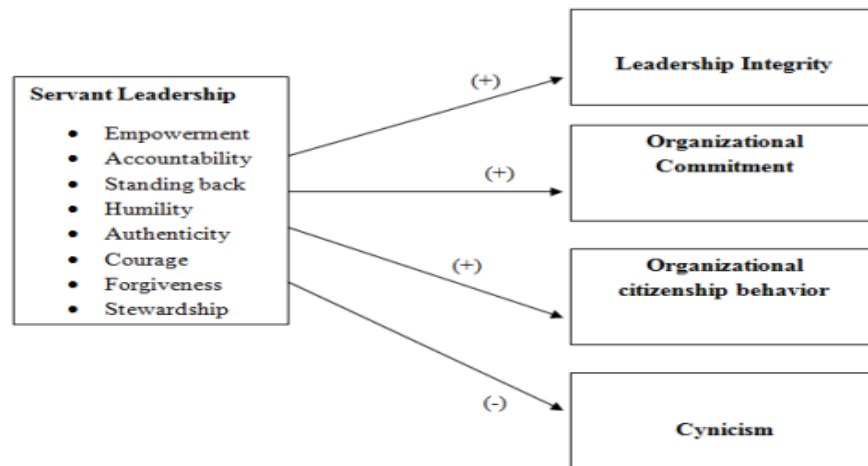 Servant Leadership
• Empowerment
• Accountability
• Standing back
• Humility
• Authenticity
• Courage
• Forgiveness
• Stewardship
(+)
Leadership Integrity
(+)
Organizational
Commitment
(+)
Organizational
citizenship behavior
(-)
Cynicism